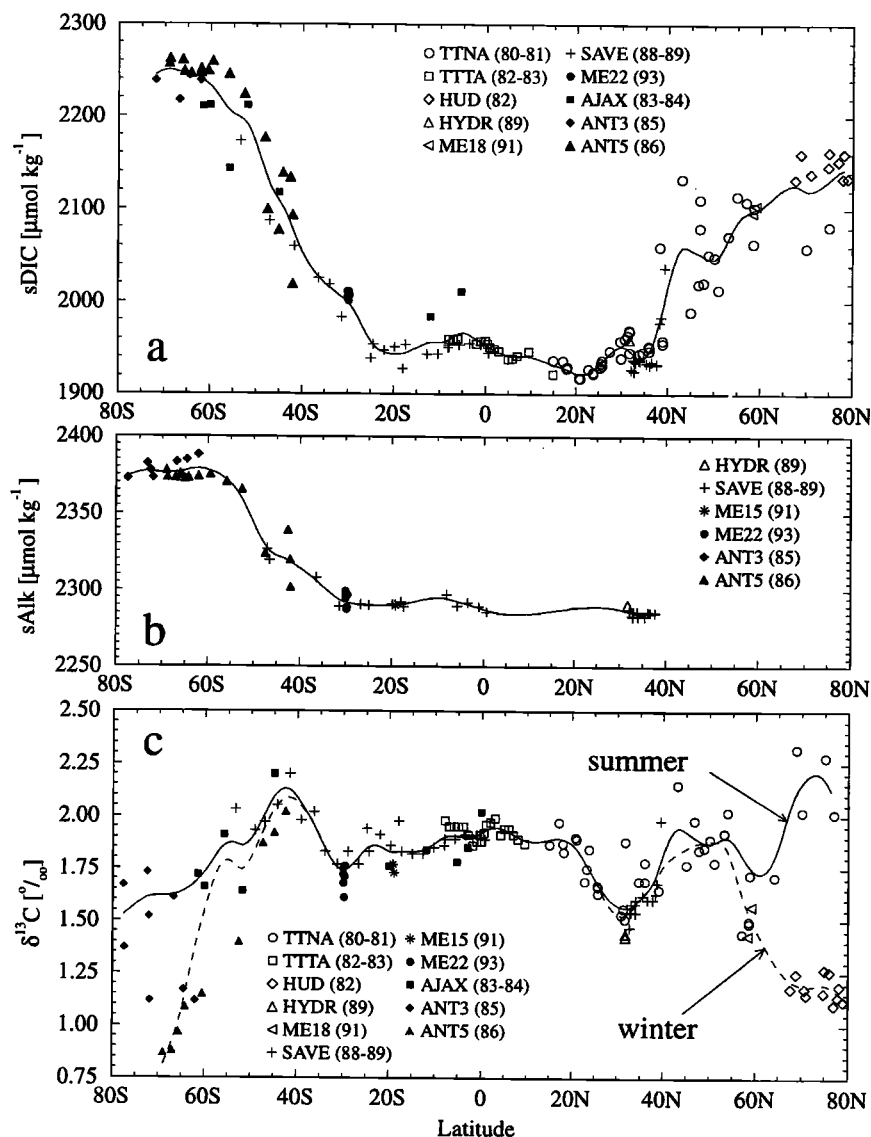 2300
2200
2100
2000
1900
sDIC [μmol kg⁻¹]
a
TTNA (80-81)
TTTA (82-83)
HUD (82)
HYDR (89)
ME18 (91)
SAVE (88-89)
ME22 (93)
AJAX (83-84)
ANT3 (85)
ANT5 (86)
80S 60S 40S 20S 0 20N 40N 60N 80N
2400
2350
2300
2250
sAlk [μmol kg⁻¹]
b
HYDR (89)
SAVE (88-89)
ME15 (91)
ME22 (93)
ANT3 (85)
ANT5 (86)
80S 60S 40S 20S 0 20N 40N 60N 80N
2.50
2.25
2.00
1.75
1.50
1.25
1.00
0.75
δ¹³C [⁰/₀₀]
c
summer
winter
TTNA (80-81)
TTTA (82-83)
HUD (82)
HYDR (89)
ME18 (91)
SAVE (88-89)
ME15 (91)
ME22 (93)
AJAX (83-84)
ANT3 (85)
ANT5 (86)
80S 60S 40S 20S 0 20N 40N 60N 80N
Latitude